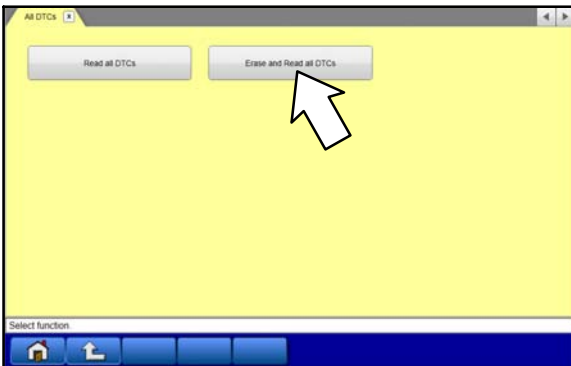 All DTCs x
Read all DTCs
Erase and Read all DTCs
Select function